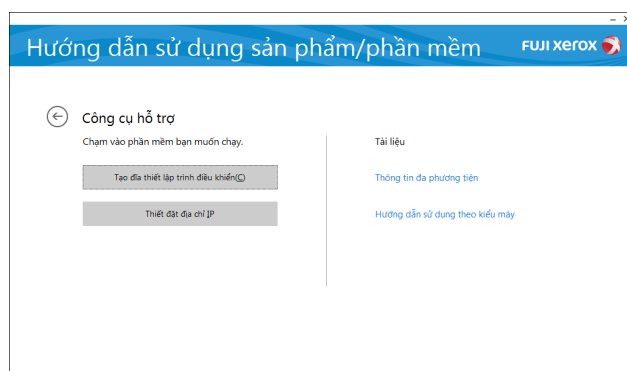 Hướng dẫn sử dụng sản phẩm/phần mềm
FUJI xerox
Công cụ hỗ trợ
Chạm vào phần mềm bạn muốn chạy.
Tạo đĩa thiết lập trình điều khiển(C)
Thiết đặt địa chỉ IP
Tài liệu
Thông tin đa phương tiện
Hướng dẫn sử dụng theo kiểu máy